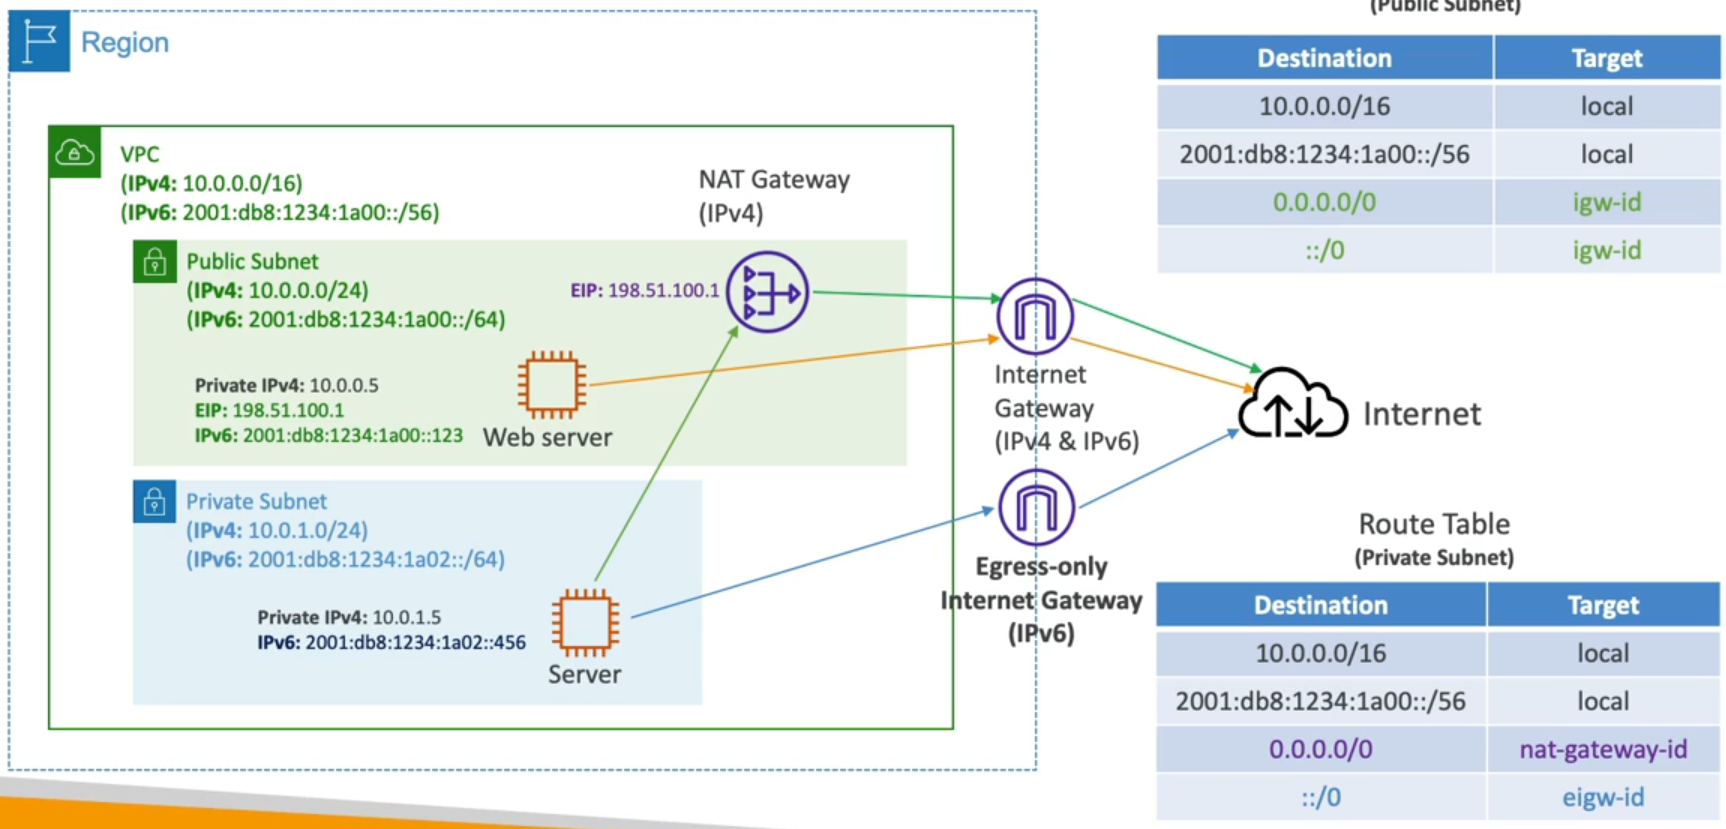 Region
VPC
(IPv4: 10.0.0.0/16)
(IPv6: 2001:db8:1234:1a00::/56)
NAT Gateway
(IPv4)
Public Subnet
(IPv4: 10.0.0.0/24)
(IPv6: 2001:db8:1234:1a00::/64)
EIP: 198.51.100.1
Private IPv4: 10.0.0.5
EIP: 198.51.100.1
IPv6: 2001:db8:1234:1a00::123
Web server
Private Subnet
(IPv4: 10.0.1.0/24)
(IPv6: 2001:db8:1234:1a02::/64)
Private IPv4: 10.0.1.5
IPv6: 2001:db8:1234:1a02::456
Server
Internet
Gateway
(IPv4 & IPv6)
Egress-only
Internet Gateway
(IPv6)
Internet
(Public Subnet)
Destination Target
10.0.0.0/16 local
2001:db8:1234:1a00::/56 local
0.0.0.0/0 igw-id
::/0 igw-id
Route Table
(Private Subnet)
Destination Target
10.0.0.0/16 local
2001:db8:1234:1a00::/56 local
0.0.0.0/0 nat-gateway-id
::/0 eigw-id